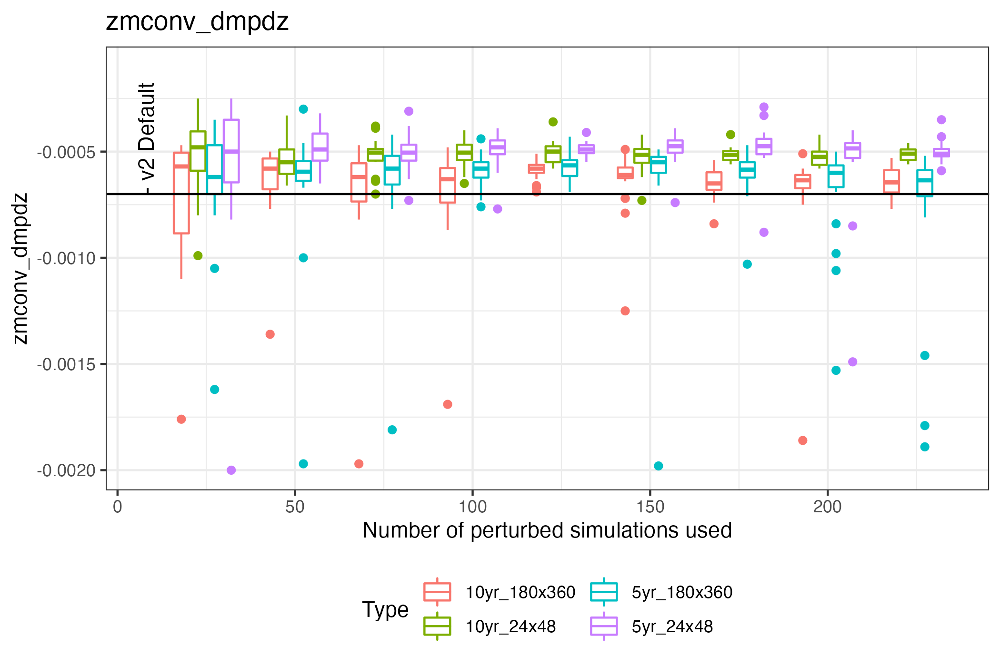 zmconv_dmpdz
- v2 Default
zmconv_dmpdz
-0.0005
-0.0010
-0.0015
-0.0020
0
50
100
150
200
Number of perturbed simulations used
Type
10yr_180x360
5yr_180x360
10yr_24x48
5yr_24x48